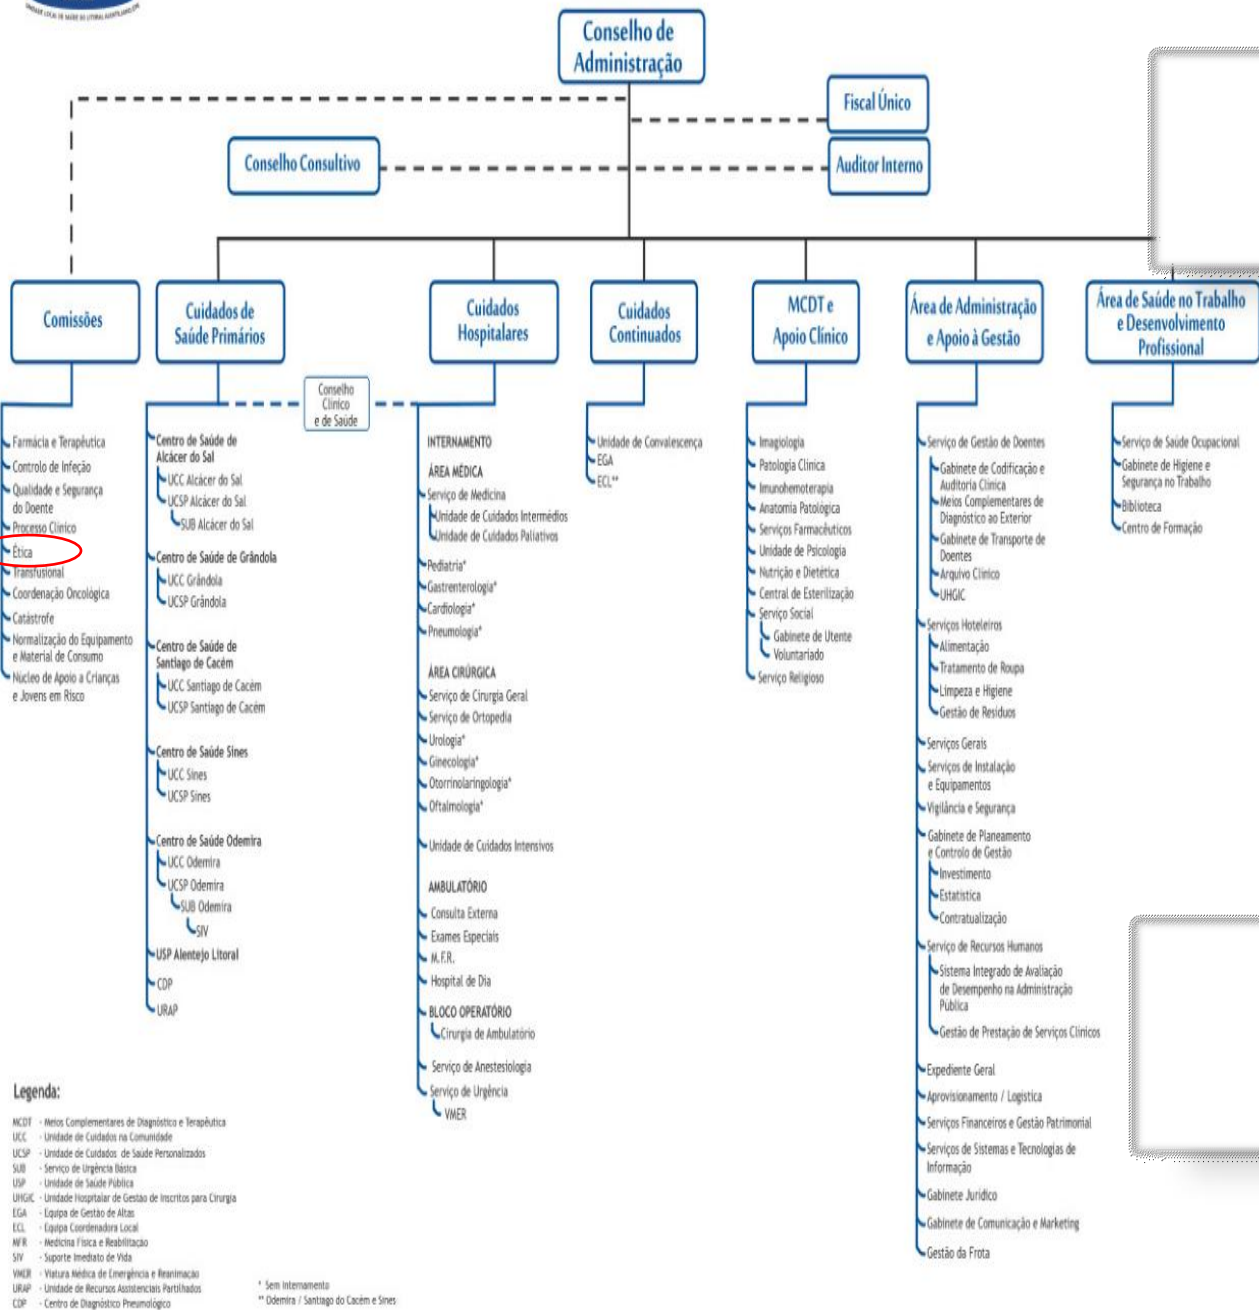 UNIDADE LOCAL DE SAÚDE DO LITORAL ALENTEJANO, EPE
Conselho de
Administração
Fiscal Único
Conselho Consultivo
Auditor Interno
Comissões
Cuidados de
Saúde Primários
Cuidados
Hospitalares
Cuidados
Continuados
MCDT e
Apoio Clínico
Área de Administração
e Apoio à Gestão
Área de Saúde no Trabalho
e Desenvolvimento
Profissional
Conselho
Clínico
e de Saúde
Farmácia e Terapêutica
Controlo de Infeção
Qualidade e Segurança
do Doente
Processo Clínico
Ética
Transfusional
Coordenação Oncológica
Catástrofe
Normalização do Equipamento
e Material de Consumo
Núcleo de Apoio a Crianças
e Jovens em Risco
Centro de Saúde de
Alcácer do Sal
UCC Alcácer do Sal
UCSP Alcácer do Sal
SUB Alcácer do Sal
Centro de Saúde de Grândola
UCC Grândola
UCSP Grândola
Centro de Saúde de
Santiago de Cacém
UCC Santiago de Cacém
UCSP Santiago de Cacém
Centro de Saúde Sines
UCC Sines
UCSP Sines
Centro de Saúde Odemira
UCC Odemira
UCSP Odemira
SUB Odemira
SIV
USP Alentejo Litoral
CDP
URAP
INTERNAMENTO
ÁREA MÉDICA
Serviço de Medicina
Unidade de Cuidados Intermédios
Unidade de Cuidados Paliativos
Pediatria*
Gastrenterologia*
Cardiologia*
Pneumologia*
ÁREA CIRÚRGICA
Serviço de Cirurgia Geral
Serviço de Ortopedia
Urologia*
Ginecologia*
Otorrinolaringologia*
Oftalmologia*
Unidade de Cuidados Intensivos
AMBULATÓRIO
Consulta Externa
Exames Especiais
M.F.R.
Hospital de Dia
BLOCO OPERATÓRIO
Cirurgia de Ambulatório
Serviço de Anestesiologia
Serviço de Urgência
VMER
Unidade de Convalescença
EGA
ECL**
Imagiologia
Patologia Clínica
Imunohemoterapia
Anatomia Patológica
Serviços Farmacêuticos
Unidade de Psicologia
Nutrição e Dietética
Central de Esterilização
Serviço Social
Gabinete de Utente
Voluntariado
Serviço Religioso
Serviço de Gestão de Doentes
Gabinete de Codificação e
Auditoria Clínica
Meios Complementares de
Diagnóstico ao Exterior
Gabinete de Transporte de
Doentes
Arquivo Clínico
UHGIC
Serviços Hoteleiros
Alimentação
Tratamento de Roupa
Limpeza e Higiene
Gestão de Resíduos
Serviços Gerais
Serviços de Instalação
e Equipamentos
Vigilância e Segurança
Gabinete de Planeamento
e Controlo de Gestão
Investimento
Estatística
Contratualização
Serviço de Recursos Humanos
Sistema Integrado de Avaliação
de Desempenho na Administração
Pública
Gestão de Prestação de Serviços Clínicos
Expediente Geral
Aprovisionamento / Logística
Serviços Financeiros e Gestão Patrimonial
Serviços de Sistemas e Tecnologias de
Informação
Gabinete Jurídico
Gabinete de Comunicação e Marketing
Gestão da Frota
Serviço de Saúde Ocupacional
Gabinete de Higiene e
Segurança no Trabalho
Biblioteca
Centro de Formação
Legenda:
MCDT - Meios Complementares de Diagnóstico e Terapêutica
UCC - Unidade de Cuidados na Comunidade
UCSP - Unidade de Cuidados de Saúde Personalizados
SUB - Serviço de Urgência Básica
USP - Unidade de Saúde Pública
UHGIC - Unidade Hospitalar de Gestão de Inscritos para Cirurgia
EGA - Equipa de Gestão de Altas
ECL - Equipa Coordenadora Local
MFR - Medicina Física e Reabilitação
SIV - Suporte Imediato de Vida
VMER - Viatura Médica de Emergência e Reanimação
URAP - Unidade de Recursos Assistenciais Partilhados
CDP - Centro de Diagnóstico Pneumológico
* Sem Internamento
** Odemira / Santiago do Cacém e Sines